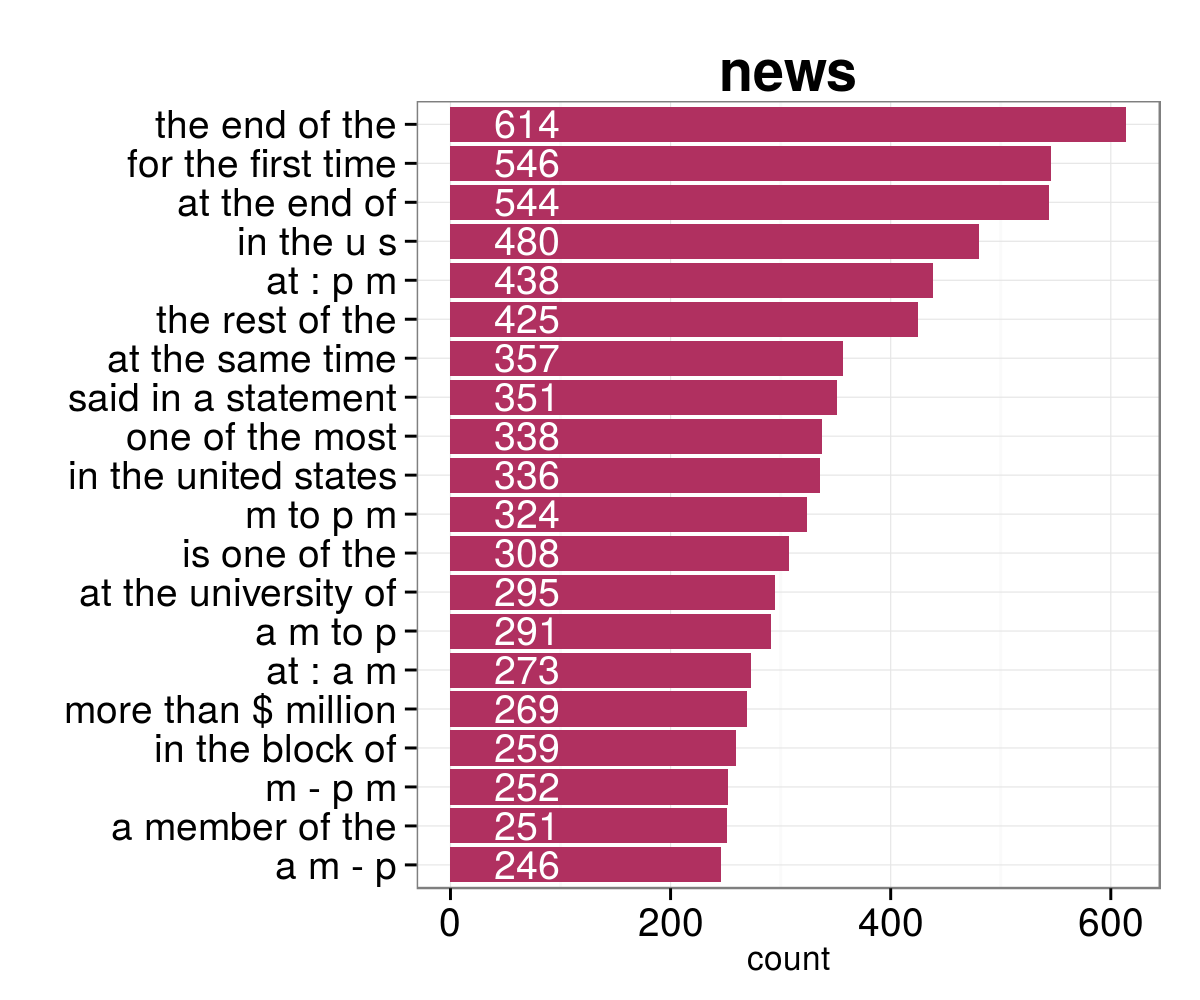 news
the end of the 614
for the first time 546
at the end of 544
in the u s 480
at : p m 438
the rest of the 425
at the same time 357
said in a statement 351
one of the most 338
in the united states 336
m to p m 324
is one of the 308
at the university of 295
a m to p 291
at : a m 273
more than $ million 269
in the block of 259
m - p m 252
a member of the 251
a m - p 246
0 200 400 600
count